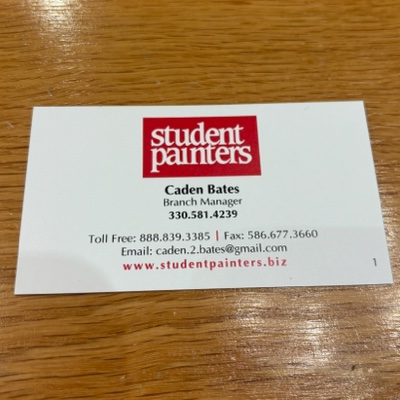 student
painters
Caden Bates
Branch Manager
330.581.4239
Toll Free: 888.839.3385 | Fax: 586.677.3660
Email: caden.2.bates@gmail.com
www.studentpainters.biz
1